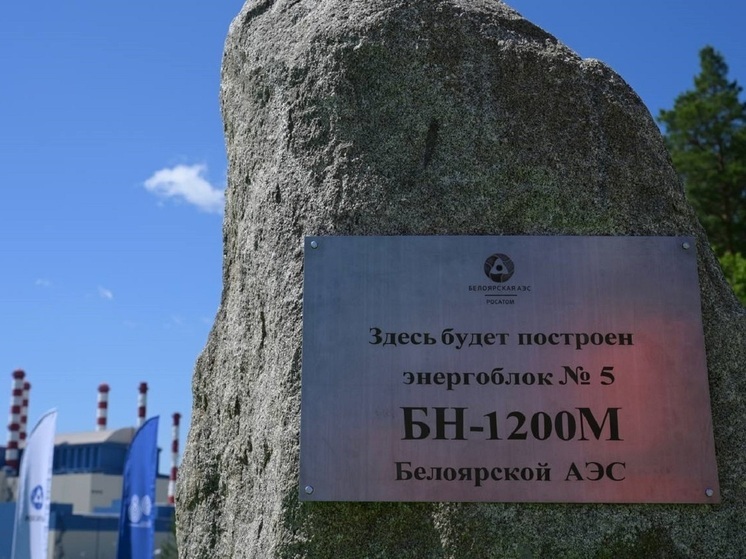 БЕЛОЯРСКАЯ АЭС
РОСАТОМ
Здесь будет построен
энергоблок № 5
БН-1200М
Белоярской АЭС